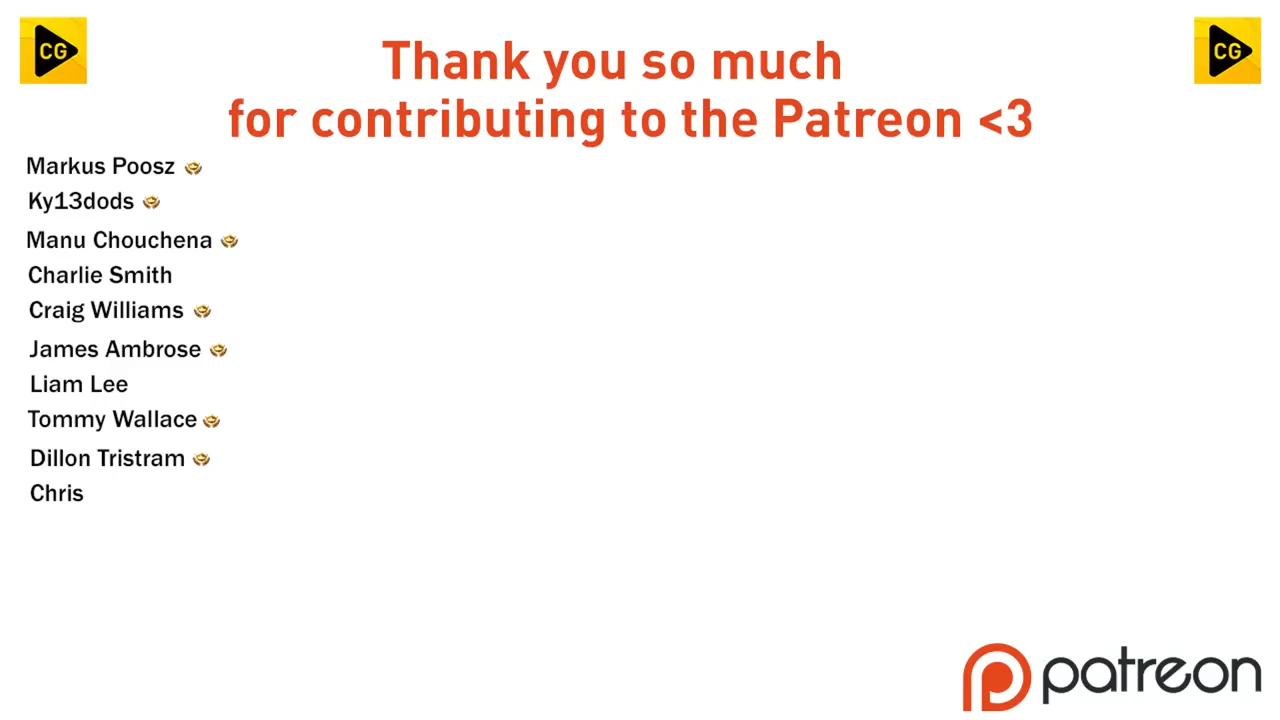 CG
CG
Thank you so much
for contributing to the Patreon <3
Markus Poosz
Ky13dods
Manu Chouchena
Charlie Smith
Craig Williams
James Ambrose
Liam Lee
Tommy Wallace
Dillon Tristram
Chris
patreon